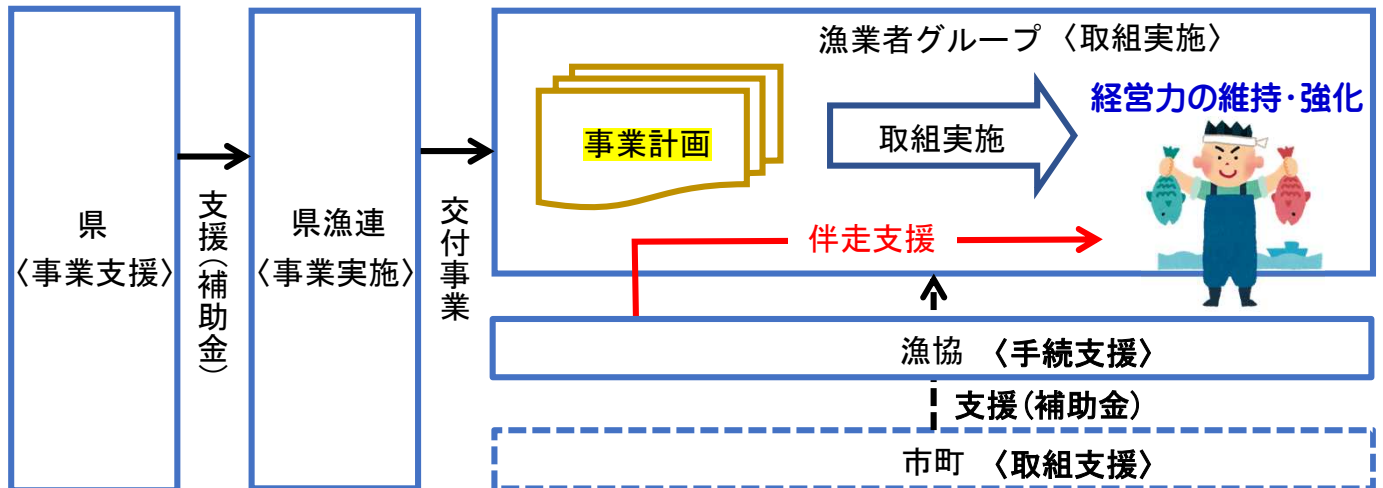 県
〈事業支援〉
支援(補助金)
県漁連
〈事業実施〉
交付事業
漁業者グループ 〈取組実施〉
事業計画
取組実施
経営力の維持・強化
伴走支援
漁協 〈手続支援〉
支援(補助金)
市町 〈取組支援〉